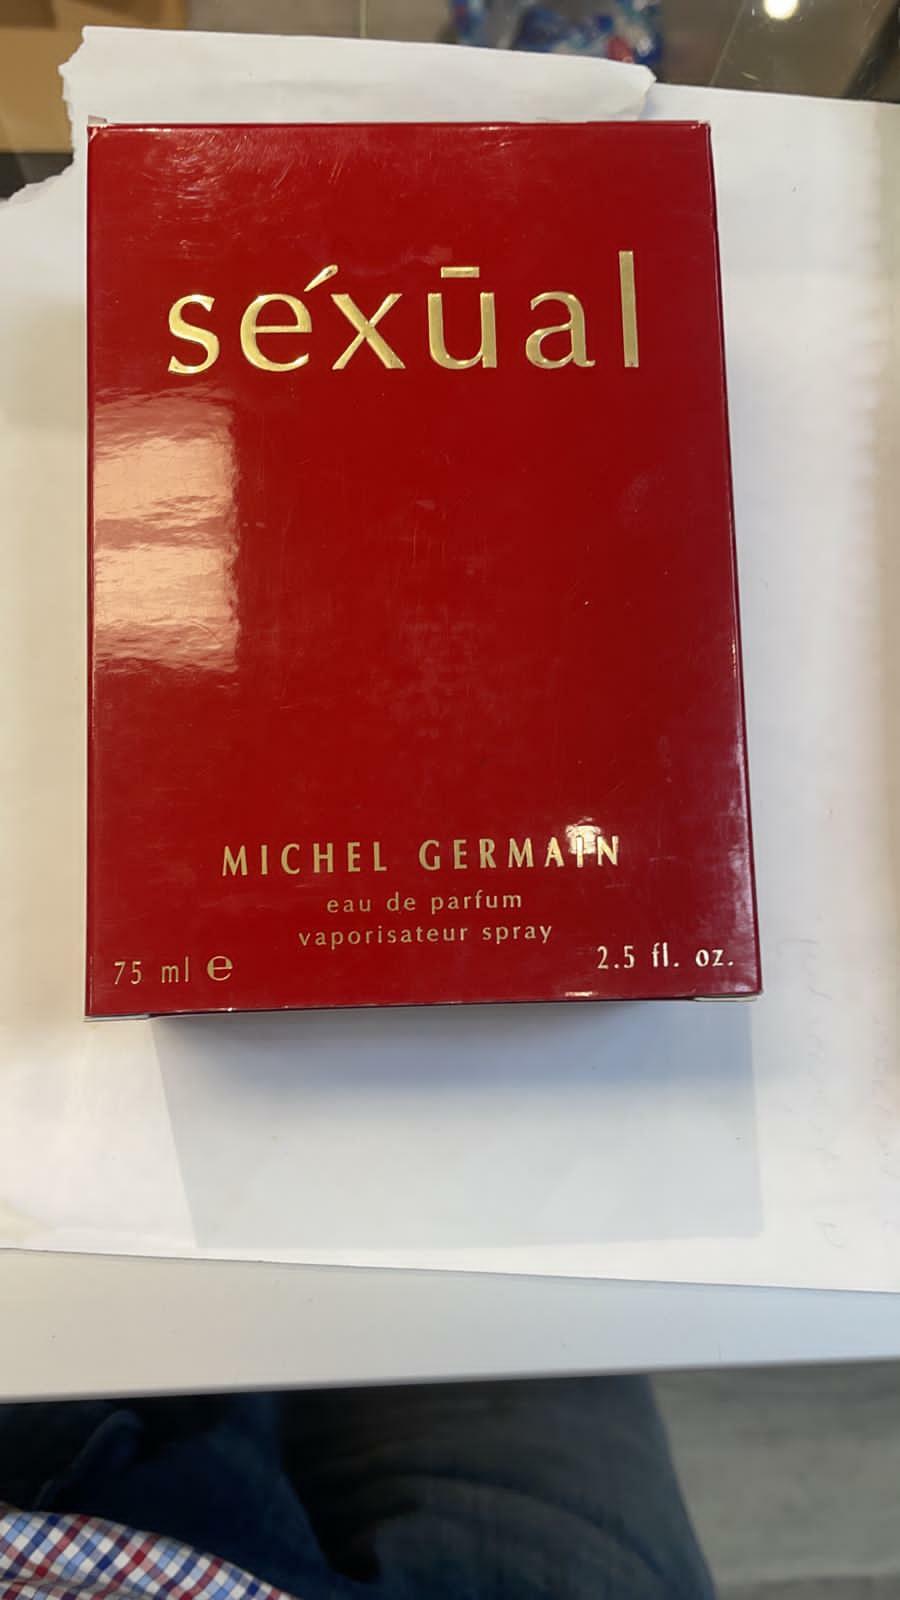 séxūal
MICHEL GERMAIN
eau de parfum
vaporisateur spray
75 ml ℮
2.5 fl. oz.